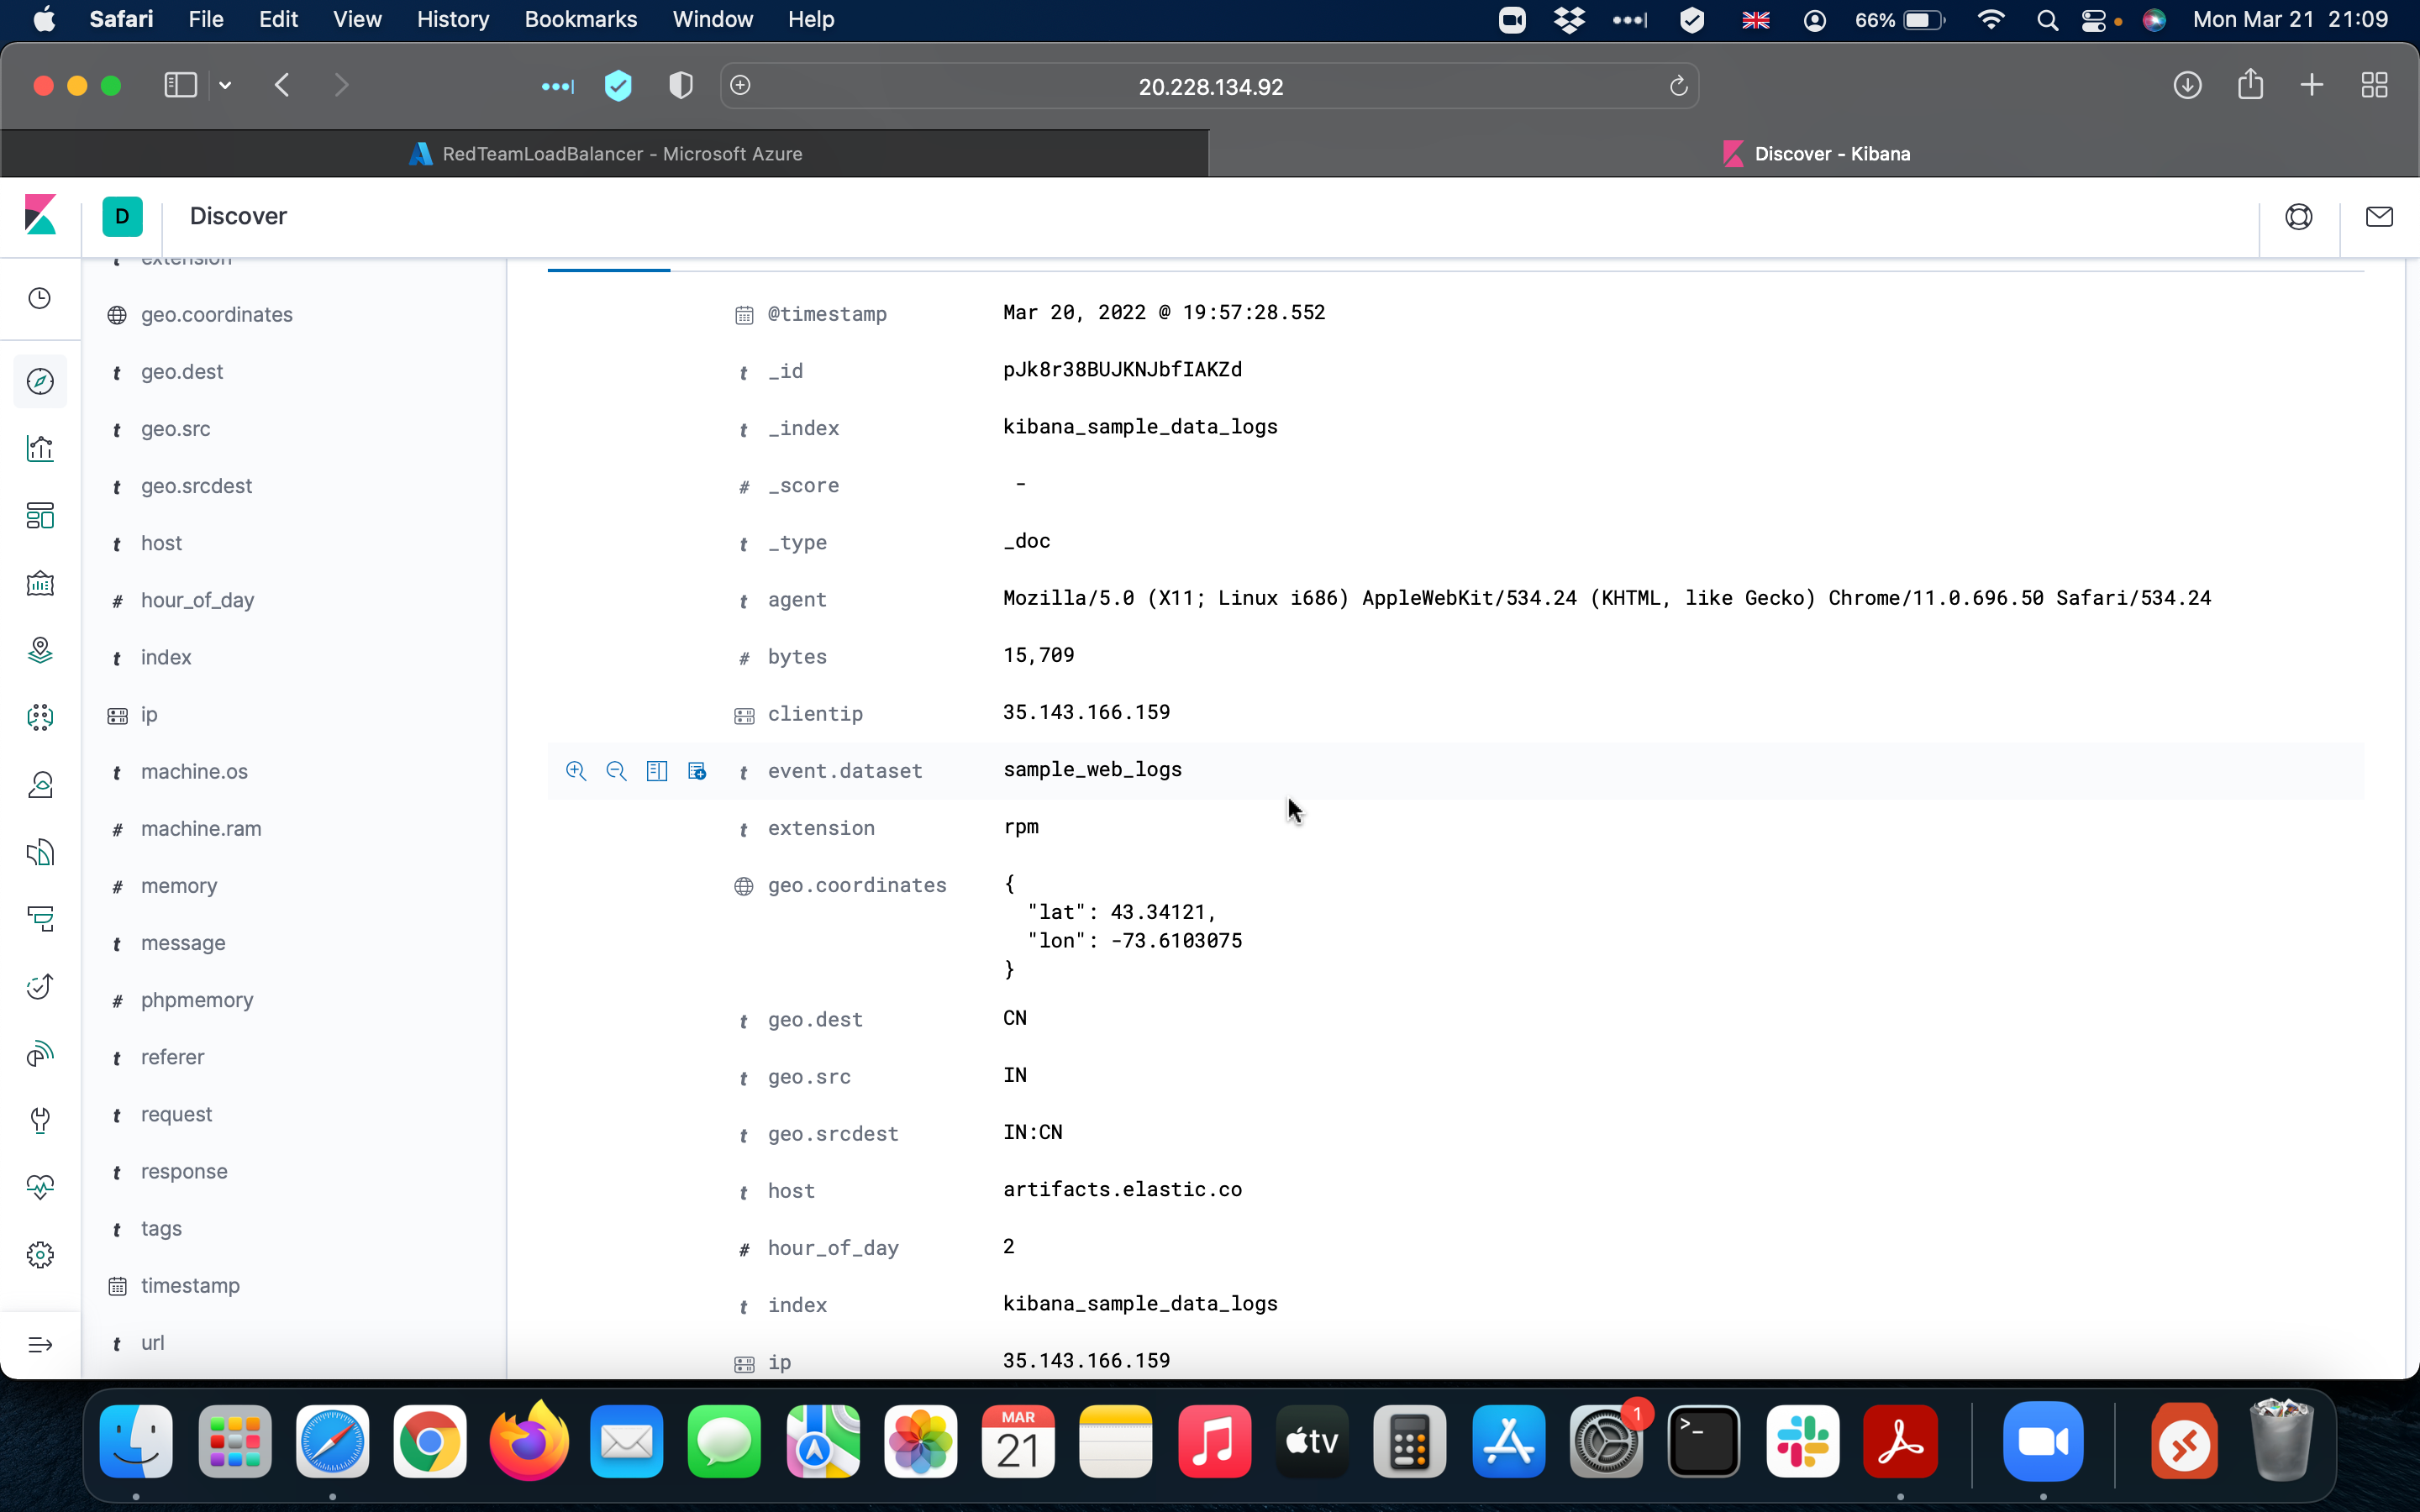 Safari File Edit View History Bookmarks Window Help 66% Mon Mar 21 21:09
20.228.134.92
RedTeamLoadBalancer - Microsoft Azure
Discover - Kibana
D Discover
extension
geo.coordinates
t geo.dest
t geo.src
t geo.srcdest
t host
# hour_of_day
t index
ip
t machine.os
# machine.ram
# memory
t message
# phpmemory
t referer
t request
t response
t tags
timestamp
t url
@timestamp Mar 20, 2022 @ 19:57:28.552
t _id pJk8r38BUJKNJbfIAKZd
t _index kibana_sample_data_logs
# _score -
t _type _doc
t agent Mozilla/5.0 (X11; Linux i686) AppleWebKit/534.24 (KHTML, like Gecko) Chrome/11.0.696.50 Safari/534.24
# bytes 15,709
clientip 35.143.166.159
t event.dataset sample_web_logs
t extension rpm
geo.coordinates {
"lat": 43.34121,
"lon": -73.6103075
}
t geo.dest CN
t geo.src IN
t geo.srcdest IN:CN
t host artifacts.elastic.co
# hour_of_day 2
t index kibana_sample_data_logs
ip 35.143.166.159
MAR
21
tv
1
>_